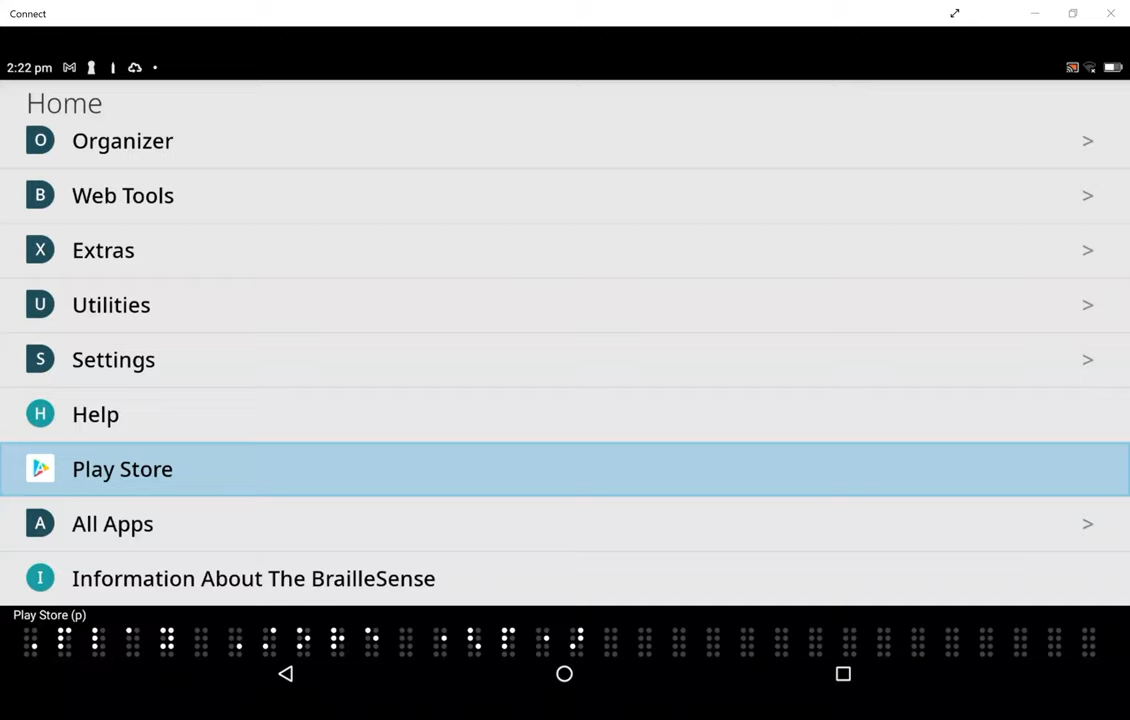 Connect
2:22 pm
Home
O Organizer >
B Web Tools >
X Extras >
U Utilities >
S Settings >
H Help
Play Store
A All Apps >
I Information About The BrailleSense
Play Store (p)